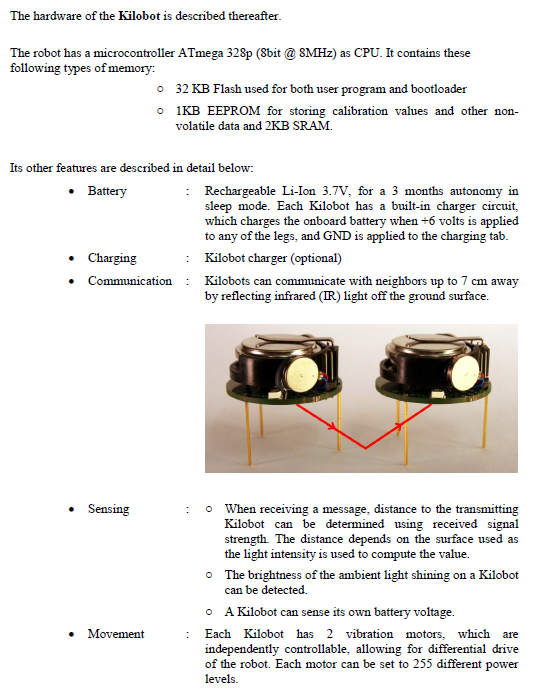 The hardware of the Kilobot is described thereafter.
The robot has a microcontroller ATmega 328p (8bit @ 8MHz) as CPU. It contains these
following types of memory:
○ 32 KB Flash used for both user program and bootloader
○ 1KB EEPROM for storing calibration values and other non-
volatile data and 2KB SRAM.
Its other features are described in detail below:
• Battery : Rechargeable Li-Ion 3.7V, for a 3 months autonomy in
sleep mode. Each Kilobot has a built-in charger circuit,
which charges the onboard battery when +6 volts is applied
to any of the legs, and GND is applied to the charging tab.
• Charging : Kilobot charger (optional)
• Communication : Kilobots can communicate with neighbors up to 7 cm away
by reflecting infrared (IR) light off the ground surface.
• Sensing : ○ When receiving a message, distance to the transmitting
Kilobot can be determined using received signal
strength. The distance depends on the surface used as
the light intensity is used to compute the value.
○ The brightness of the ambient light shining on a Kilobot
can be detected.
○ A Kilobot can sense its own battery voltage.
• Movement : Each Kilobot has 2 vibration motors, which are
independently controllable, allowing for differential drive
of the robot. Each motor can be set to 255 different power
levels.